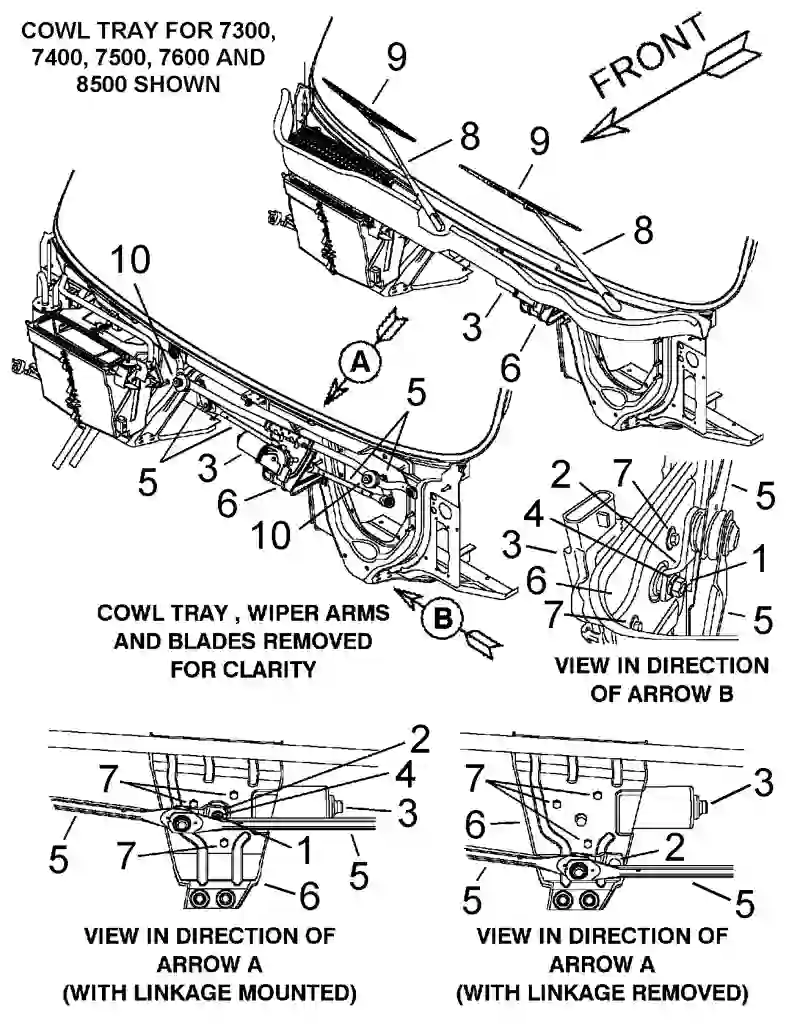 COWL TRAY FOR 7300,
7400, 7500, 7600 AND
8500 SHOWN
FRONT
9
8
9
8
3
6
10
A
5
5
3
6
10
2
7
5
4
3
1
6
7
5
B
COWL TRAY , WIPER ARMS
AND BLADES REMOVED
FOR CLARITY
VIEW IN DIRECTION
OF ARROW B
2
7
4
3
5
7
1
5
6
VIEW IN DIRECTION OF
ARROW A
(WITH LINKAGE MOUNTED)
7
3
6
2
5
5
VIEW IN DIRECTION OF
ARROW A
(WITH LINKAGE REMOVED)